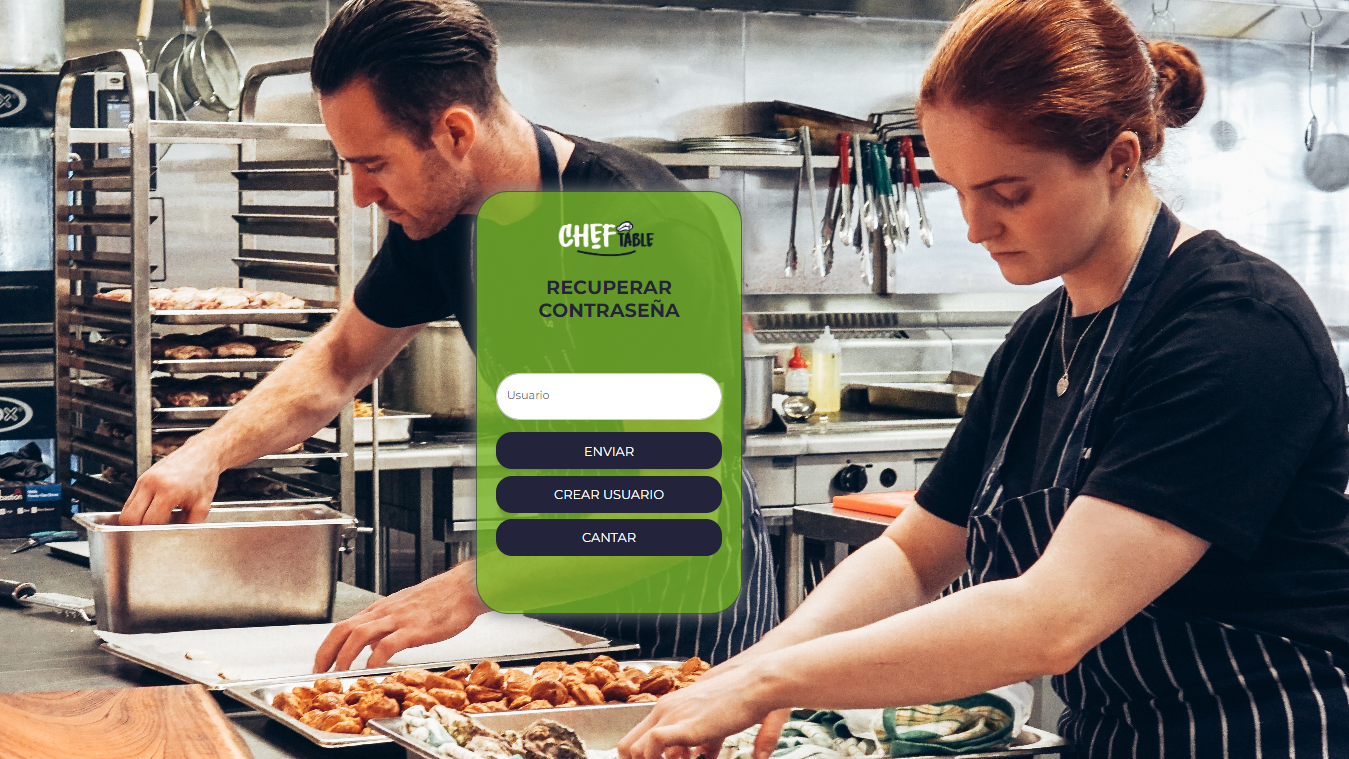 CHEF
TABLE
RECUPERAR
CONTRASEÑA
Usuario
ENVIAR
CREAR USUARIO
CANTAR